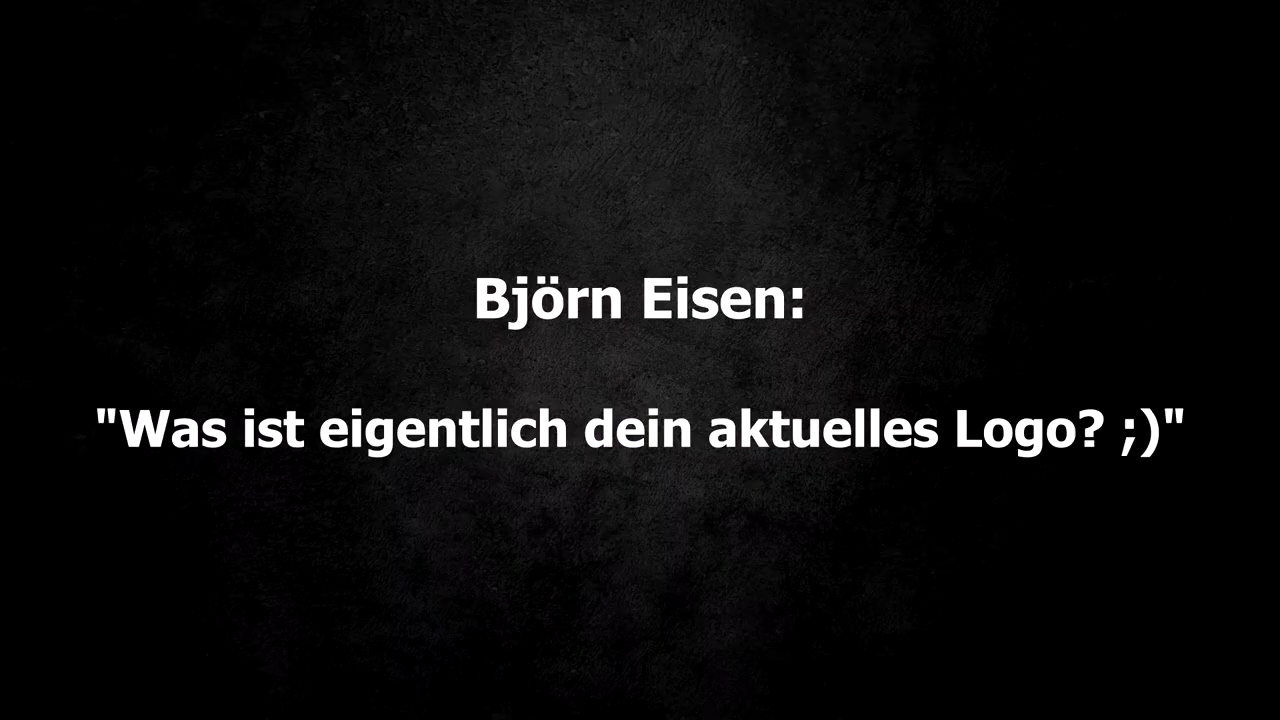 Björn Eisen:
"Was ist eigentlich dein aktuelles Logo? ;)"